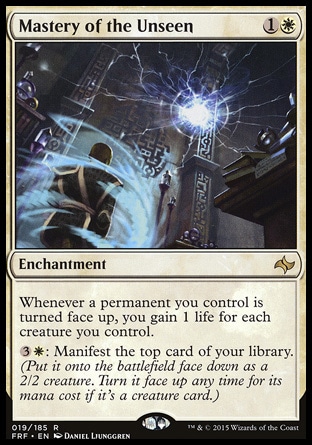 Mastery of the Unseen 1
Enchantment
Whenever a permanent you control is
turned face up, you gain 1 life for each
creature you control.
3: Manifest the top card of your library.
(Put it onto the battlefield face down as a
2/2 creature. Turn it face up any time for its
mana cost if it's a creature card.)
019/185 R
FRF • EN Daniel Ljunggren ™ & © 2015 Wizards of the Coast